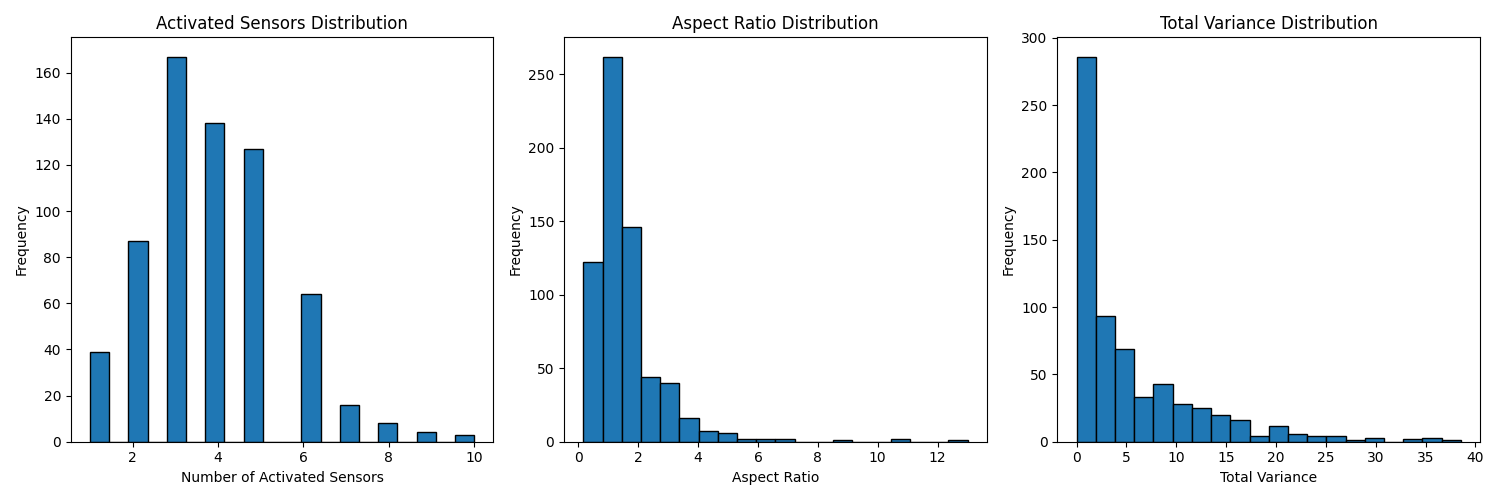 Activated Sensors Distribution
Frequency
160
140
120
100
80
60
40
20
0
2 4 6 8 10
Number of Activated Sensors
Aspect Ratio Distribution
Frequency
250
200
150
100
50
0
0 2 4 6 8 10 12
Aspect Ratio
Total Variance Distribution
Frequency
300
250
200
150
100
50
0
0 5 10 15 20 25 30 35 40
Total Variance